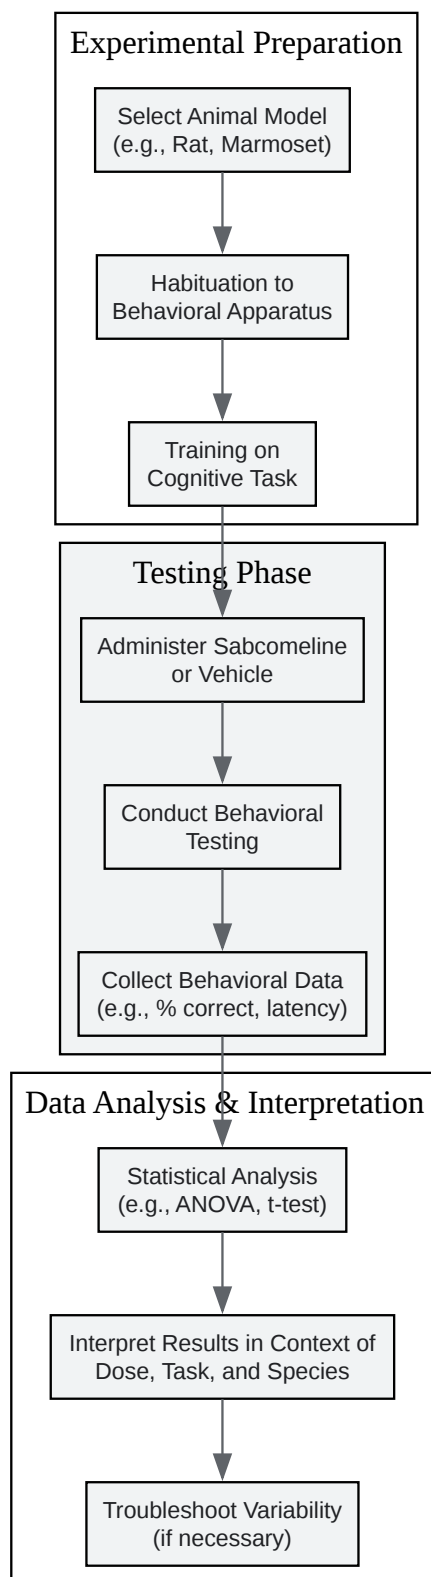 Experimental Preparation
Select Animal Model
(e.g., Rat, Marmoset)
Habituation to
Behavioral Apparatus
Training on
Cognitive Task
Testing Phase
Administer Sabcomeline
or Vehicle
Conduct Behavioral
Testing
Collect Behavioral Data
(e.g., % correct, latency)
Data Analysis & Interpretation
Statistical Analysis
(e.g., ANOVA, t-test)
Interpret Results in Context of
Dose, Task, and Species
Troubleshoot Variability
(if necessary)